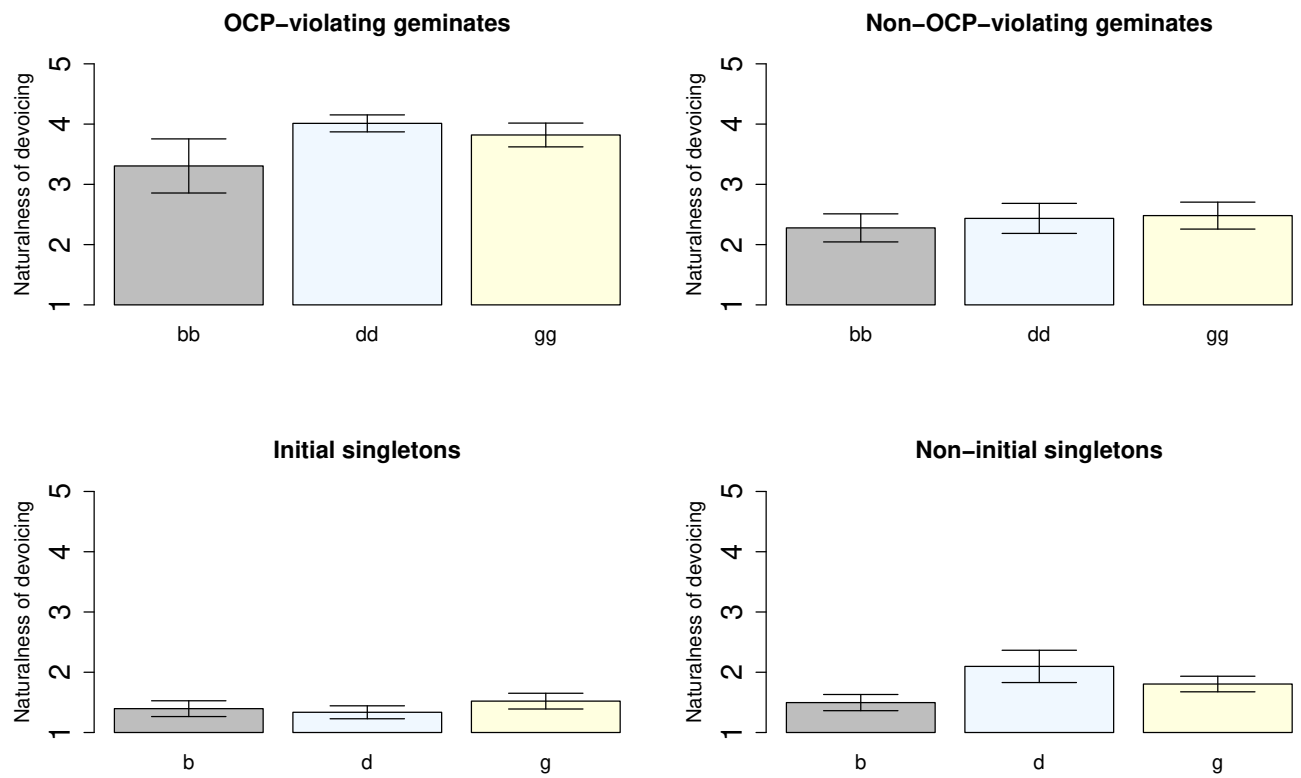 OCP−violating geminates
Naturalness of devoicing
5
4
3
2
1
bb dd gg
Non−OCP−violating geminates
Naturalness of devoicing
5
4
3
2
1
bb dd gg
Initial singletons
Naturalness of devoicing
5
4
3
2
1
b d g
Non−initial singletons
Naturalness of devoicing
5
4
3
2
1
b d g